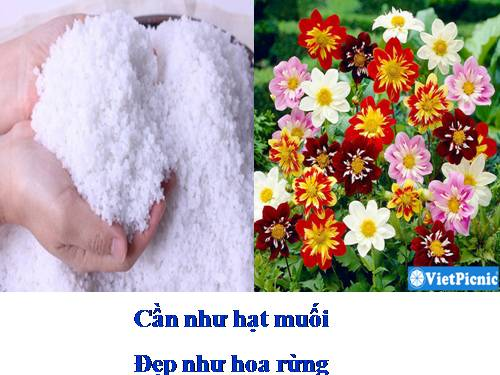 VietPicnic
Cần như hạt muối
Đẹp như hoa rừng